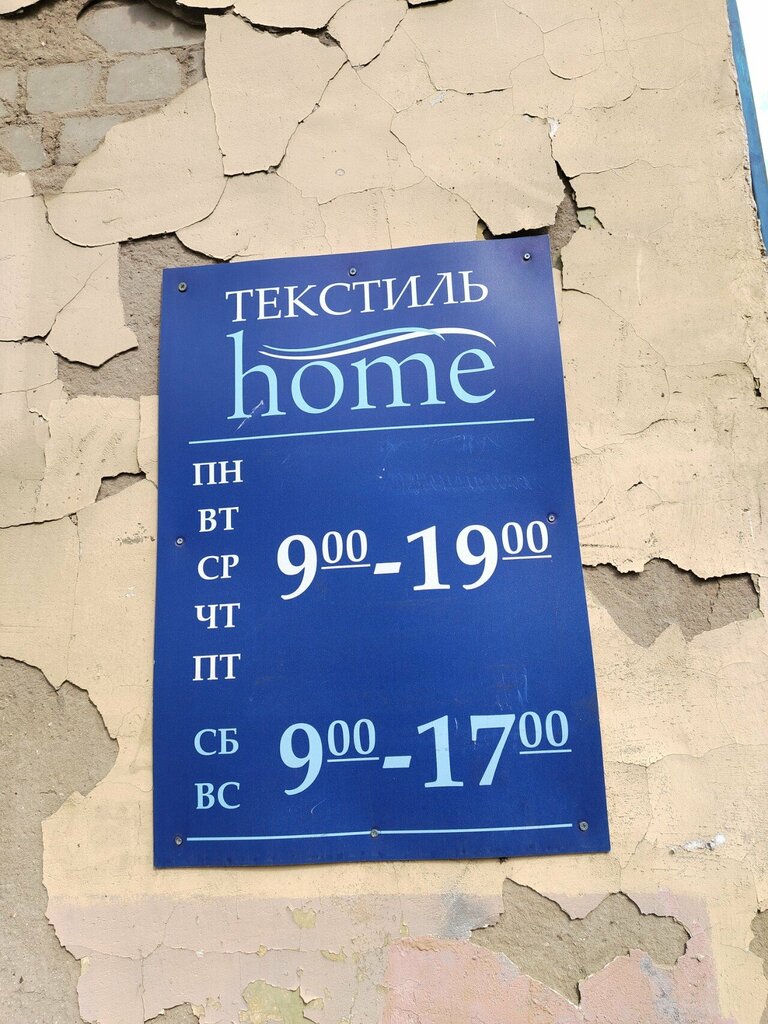 ТЕКСТИЛЬ
home
ПН
ВТ
СР
ЧТ
ПТ
9⁰⁰-19⁰⁰
СБ
ВС
9⁰⁰-17⁰⁰